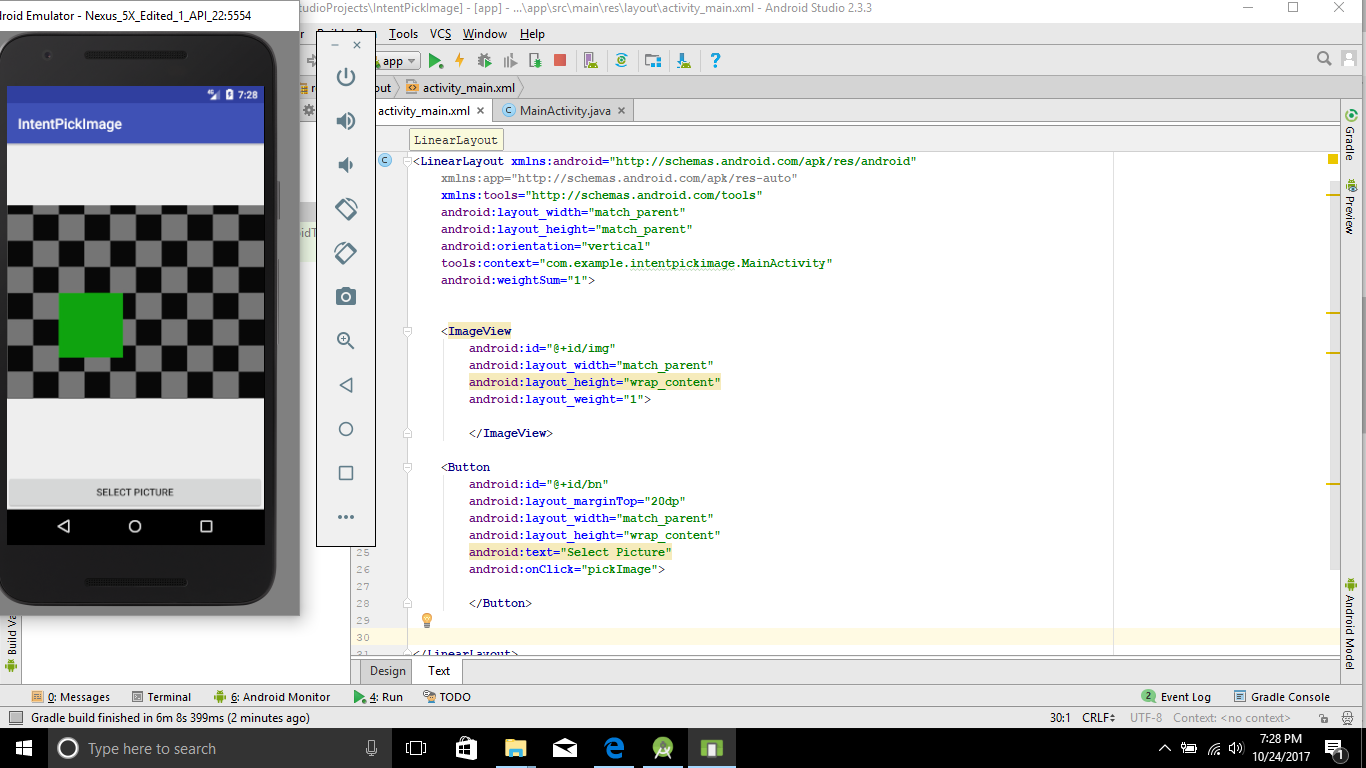 roid Emulator - Nexus_5X_Edited_1_API_22:5554
tudioProjects\IntentPickImage] - [app] - ...\app\src\main\res\layout\activity_main.xml - Android Studio 2.3.3
Tools VCS Window Help
app
out activity_main.xml
activity_main.xml MainActivity.java
7:28
IntentPickImage
SELECT PICTURE
LinearLayout
<LinearLayout xmlns:android="http://schemas.android.com/apk/res/android"
xmlns:app="http://schemas.android.com/apk/res-auto"
xmlns:tools="http://schemas.android.com/tools"
android:layout_width="match_parent"
android:layout_height="match_parent"
android:orientation="vertical"
tools:context="com.example.intentpickimage.MainActivity"
android:weightSum="1">
<ImageView
android:id="@+id/img"
android:layout_width="match_parent"
android:layout_height="wrap_content"
android:layout_weight="1">
</ImageView>
<Button
android:id="@+id/bn"
android:layout_marginTop="20dp"
android:layout_width="match_parent"
android:layout_height="wrap_content"
25 android:text="Select Picture"
26 android:onClick="pickImage">
27
28 </Button>
29
30
31 </LinearLayout>
Gradle
Preview
Android Model
Build Va
Design Text
0: Messages Terminal 6: Android Monitor 4: Run TODO 2 Event Log Gradle Console
Gradle build finished in 6m 8s 399ms (2 minutes ago) 30:1 CRLF UTF-8 Context: <no context>
Type here to search
7:28 PM
10/24/2017
1